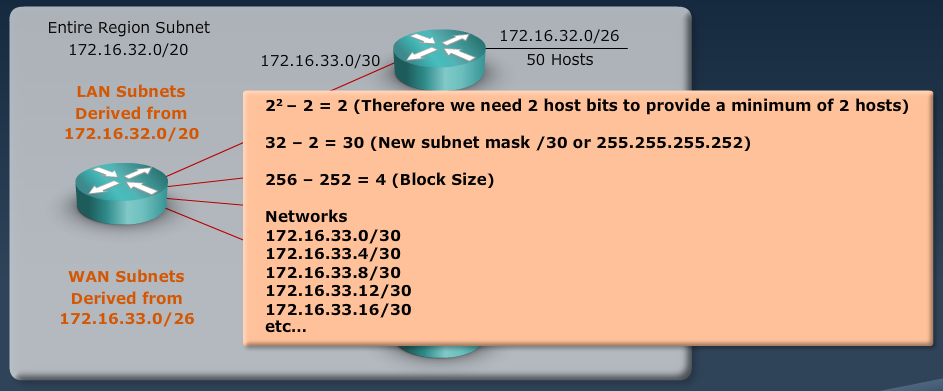 Entire Region Subnet
172.16.32.0/20
172.16.33.0/30
172.16.32.0/26
50 Hosts
LAN Subnets
Derived from
172.16.32.0/20
2² – 2 = 2 (Therefore we need 2 host bits to provide a minimum of 2 hosts)
32 – 2 = 30 (New subnet mask /30 or 255.255.255.252)
256 – 252 = 4 (Block Size)
Networks
172.16.33.0/30
172.16.33.4/30
172.16.33.8/30
172.16.33.12/30
172.16.33.16/30
etc...
WAN Subnets
Derived from
172.16.33.0/26